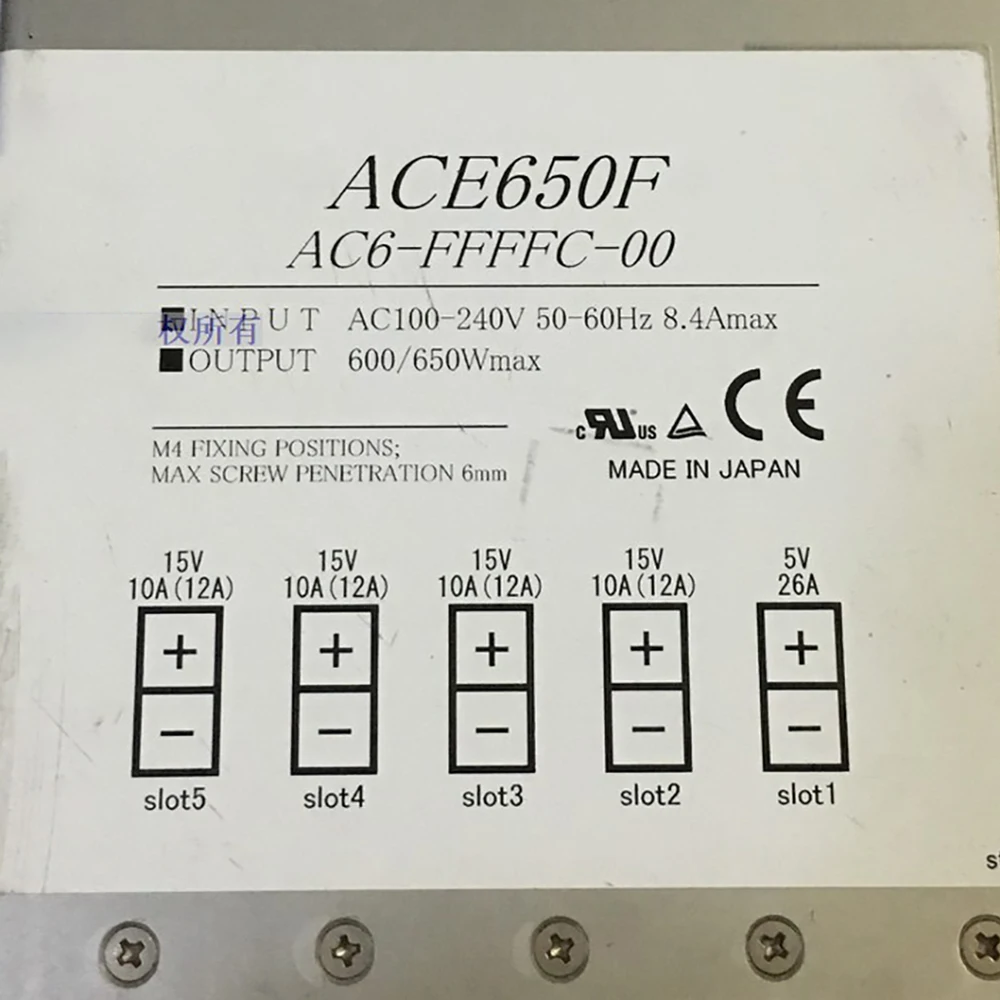 ACE650F
AC6-FFFFC-00
■INPUT AC100-240V 50-60Hz 8.4Amax
权所有
■OUTPUT 600/650Wmax
M4 FIXING POSITIONS;
MAX SCREW PENETRATION 6mm
c RU US CE
MADE IN JAPAN
15V 15V 15V 15V 5V
10A(12A) 10A(12A) 10A(12A) 10A(12A) 26A
+ + + + +
− − − − −
slot5 slot4 slot3 slot2 slot1